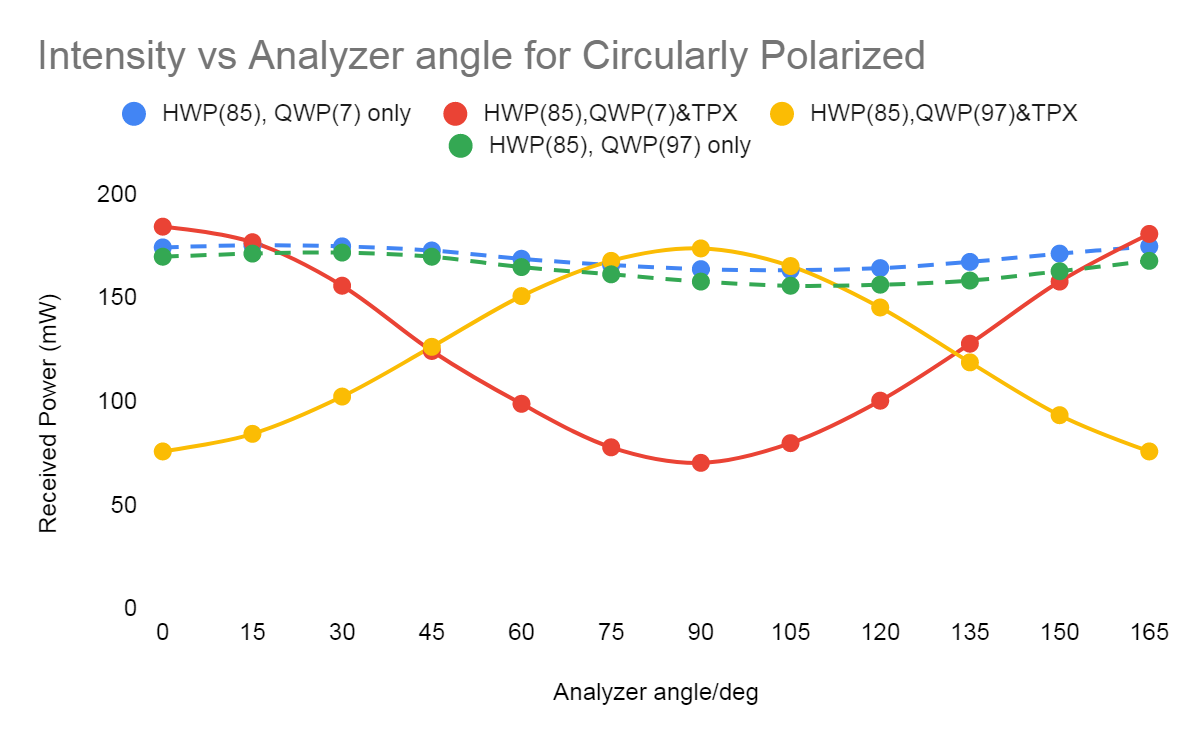 Intensity vs Analyzer angle for Circularly Polarized
HWP(85), QWP(7) only
HWP(85),QWP(7)&TPX
HWP(85),QWP(97)&TPX
HWP(85), QWP(97) only
Received Power (mW)
200
150
100
50
0
0 15 30 45 60 75 90 105 120 135 150 165
Analyzer angle/deg